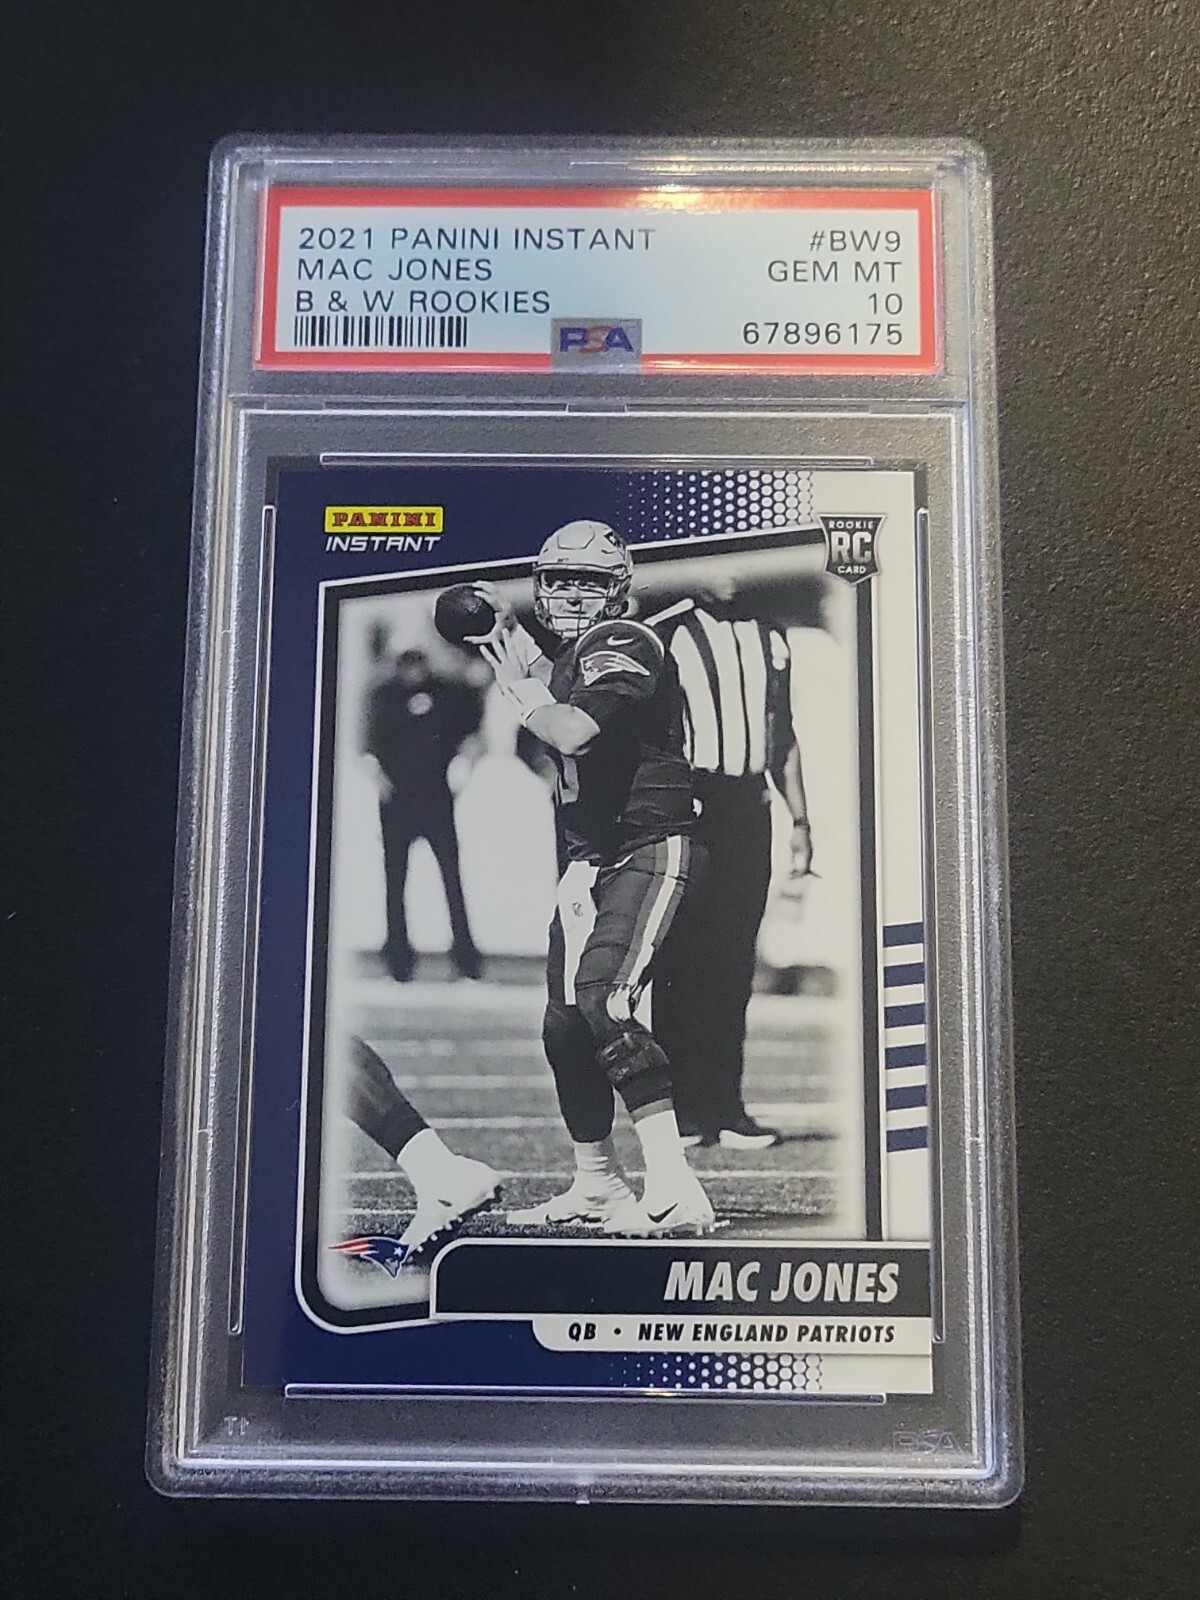 2021 PANINI INSTANT #BW9
MAC JONES GEM MT
B & W ROOKIES 10
PSA 67896175
PANINI
INSTANT
ROOKIE
RC
CARD
MAC JONES
QB • NEW ENGLAND PATRIOTS
PSA